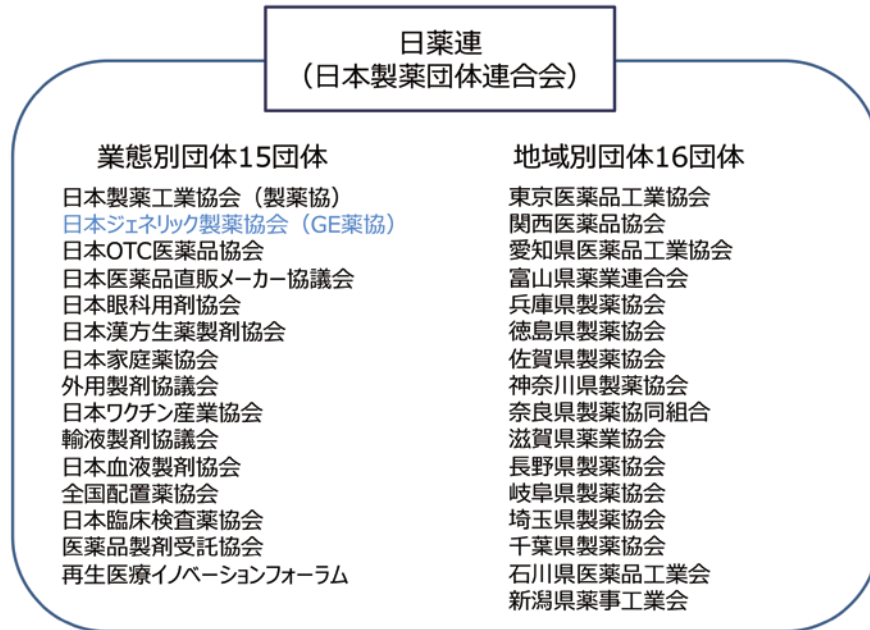 日薬連
（日本製薬団体連合会）
業態別団体15団体
日本製薬工業協会（製薬協）
日本ジェネリック製薬協会（GE薬協）
日本OTC医薬品協会
日本医薬品直販メーカー協議会
日本眼科用剤協会
日本漢方生薬製剤協会
日本家庭薬協会
外用製剤協議会
日本ワクチン産業協会
輸液製剤協議会
日本血液製剤協会
全国配置薬協会
日本臨床検査薬協会
医薬品製剤受託協会
再生医療イノベーションフォーラム
地域別団体16団体
東京医薬品工業協会
関西医薬品協会
愛知県医薬品工業協会
富山県薬業連合会
兵庫県製薬協会
徳島県製薬協会
佐賀県製薬協会
神奈川県製薬協会
奈良県製薬協同組合
滋賀県薬業協会
長野県製薬協会
岐阜県製薬協会
埼玉県製薬協会
千葉県製薬協会
石川県医薬品工業会
新潟県薬事工業会